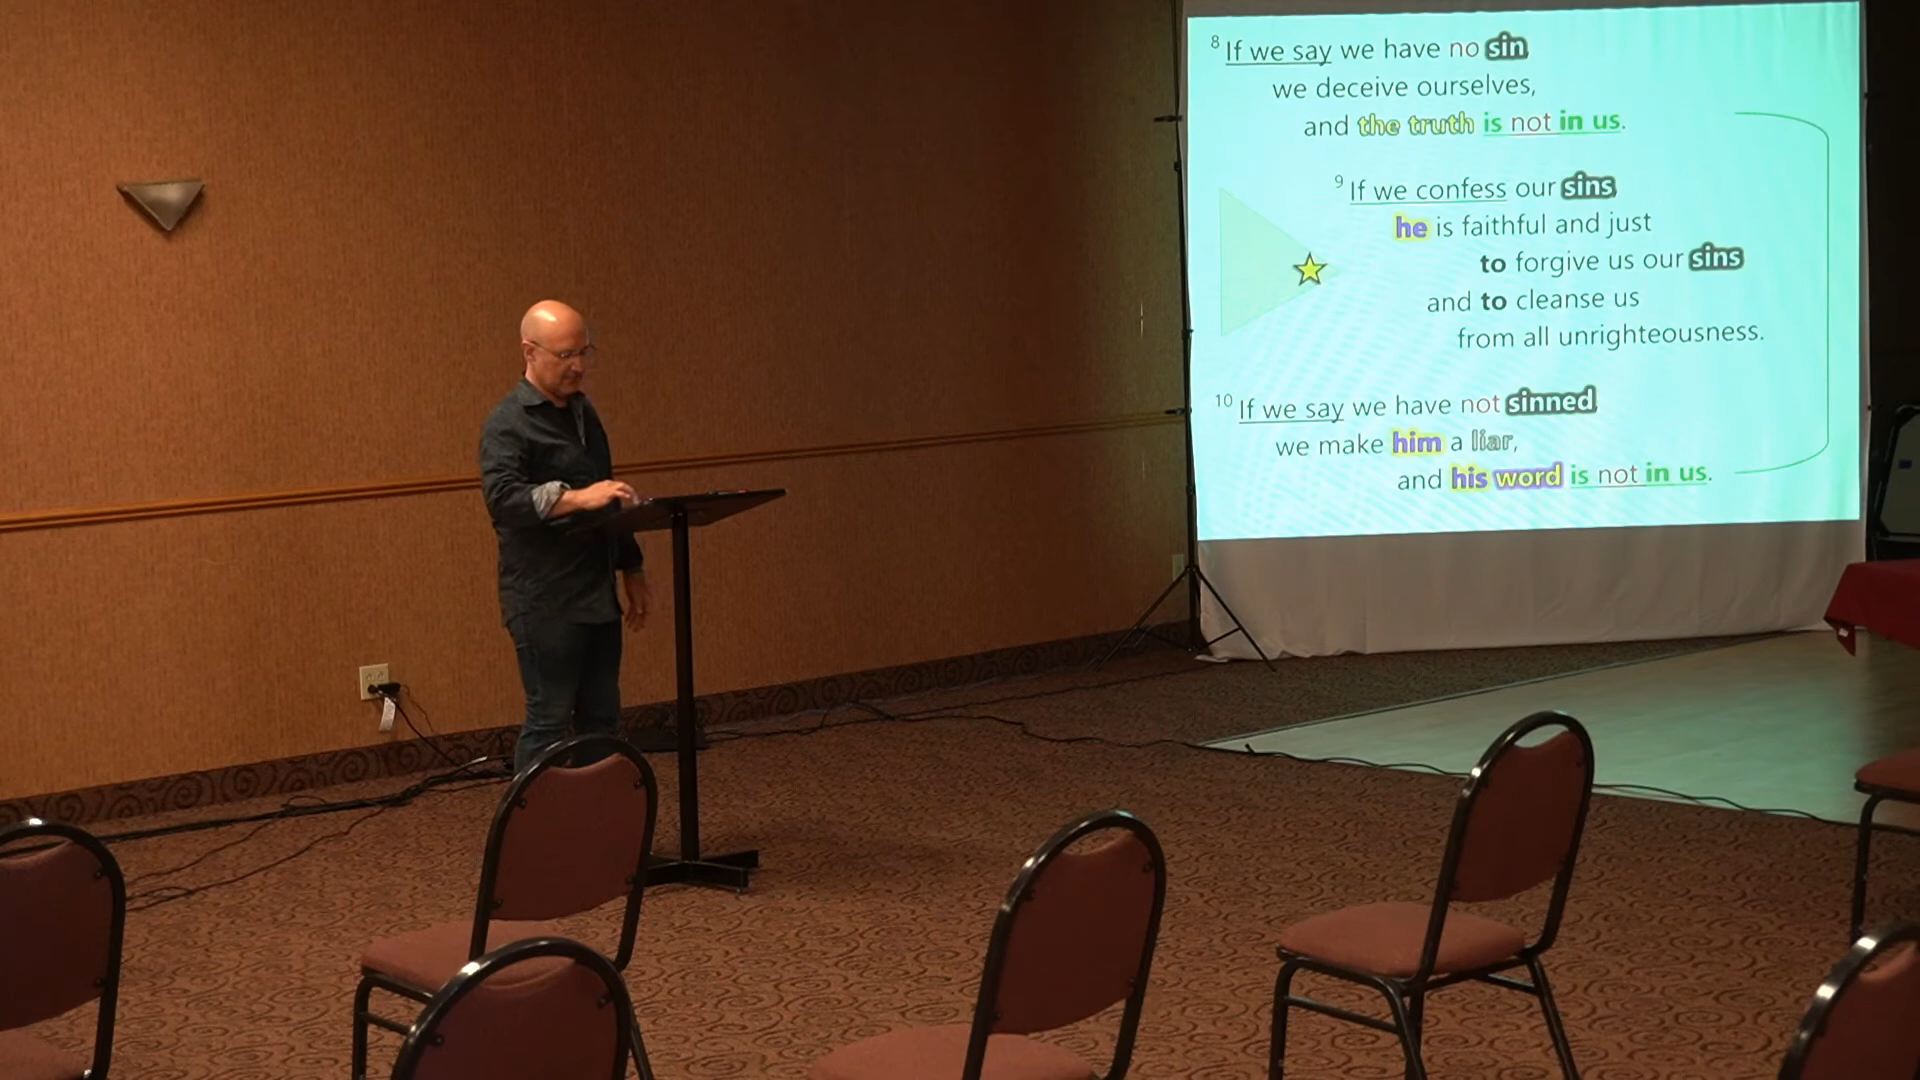 8 If we say we have no sin
we deceive ourselves,
and the truth is not in us.
9 If we confess our sins
he is faithful and just
to forgive us our sins
and to cleanse us
from all unrighteousness.
10 If we say we have not sinned
we make him a liar,
and his word is not in us.